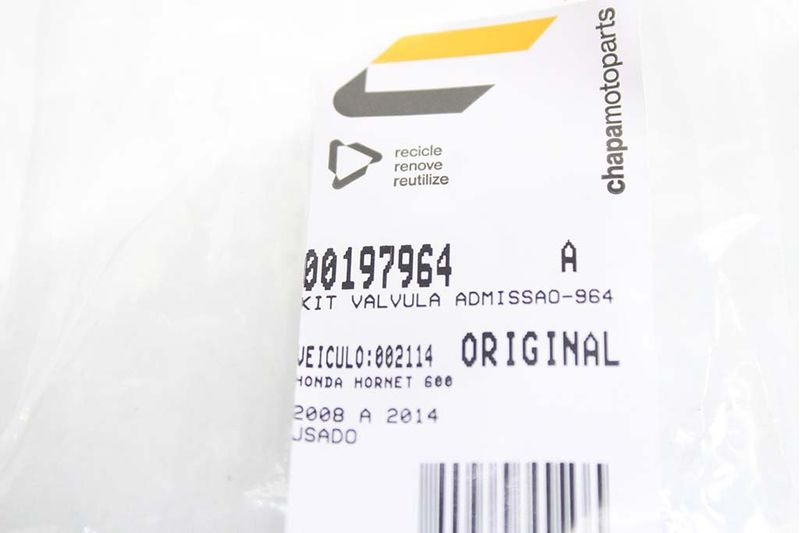 chapamotoparts
recicle
renove
reutilize
00197964 A
KIT VALVULA ADMISSAO-964
VEICULO:002114 ORIGINAL
HONDA HORNET 600
2008 A 2014
USADO